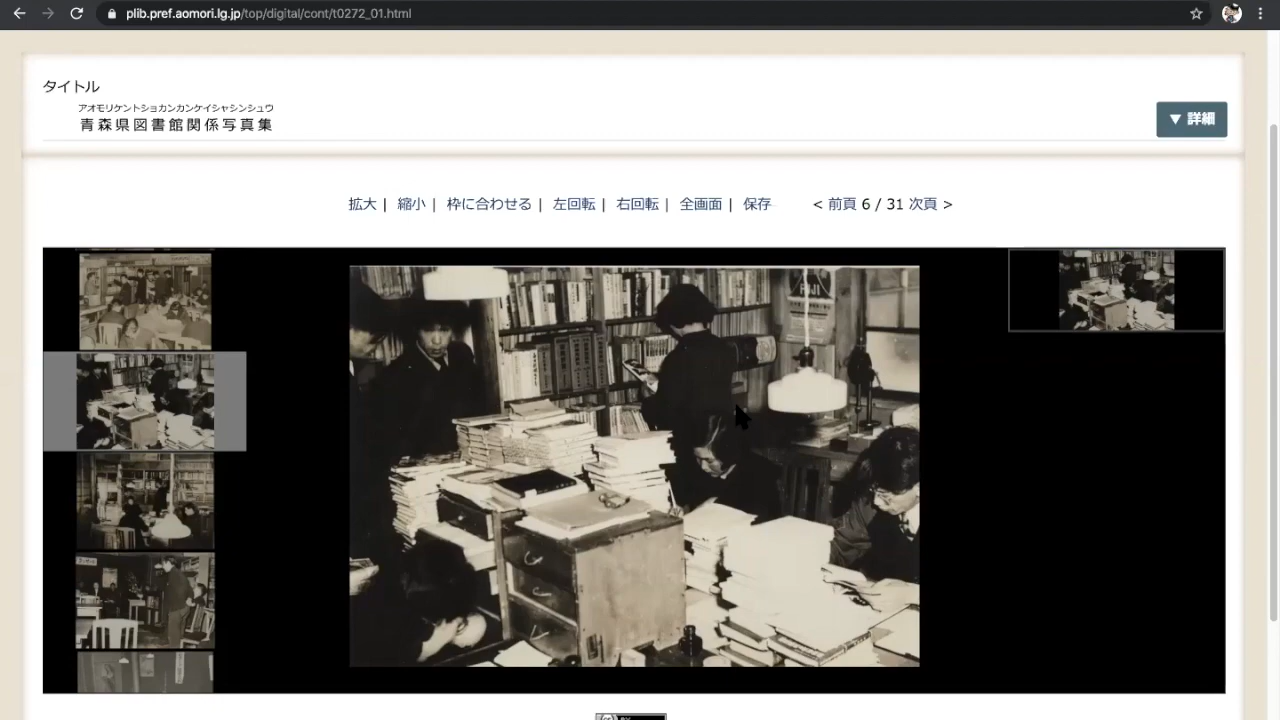 plib.pref.aomori.lg.jp/top/digital/cont/t0272_01.html
タイトル
アオモリケントショカンカンケイシャシンシュウ
青森県図書館関係写真集
▼ 詳細
拡大 | 縮小 | 枠に合わせる | 左回転 | 右回転 | 全画面 | 保存 < 前頁 6 / 31 次頁 >
FUJI
BY